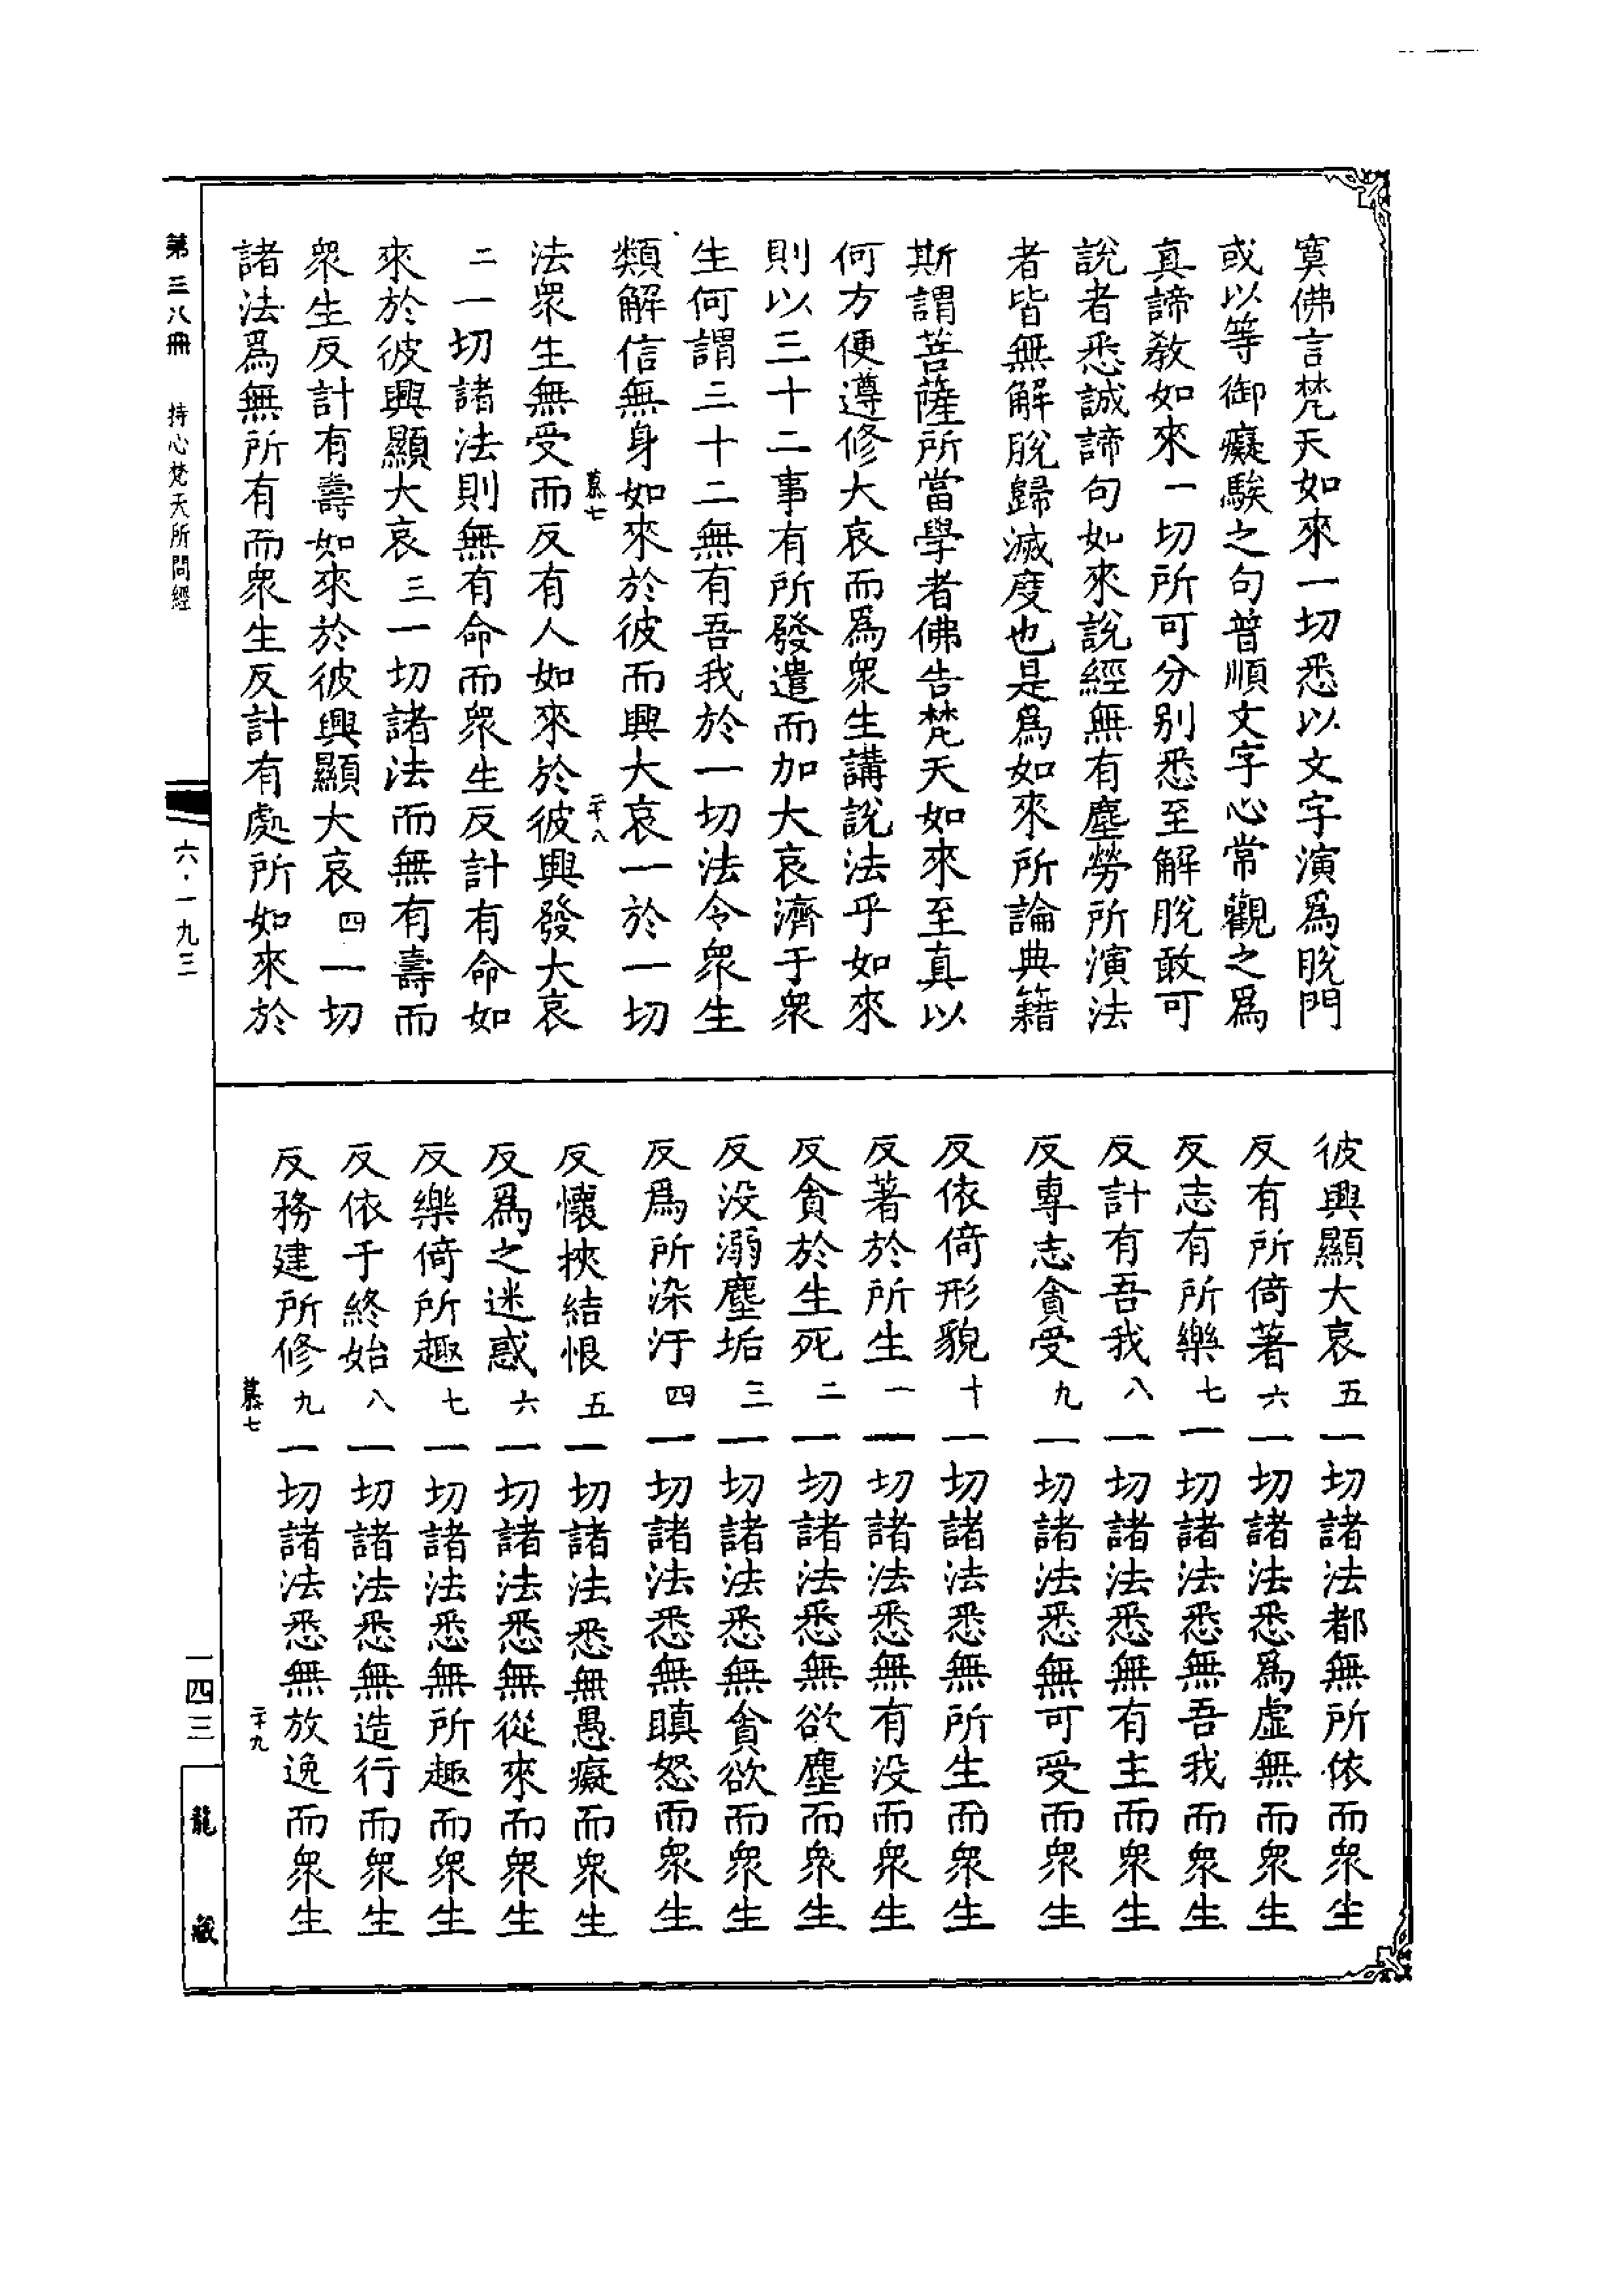 寞佛言梵天如來一切悉以文字演爲脫門
或以等御癡騃之句普順文字心常觀之爲
真諦教如來一切所可分别悉至解脫敢可
說者悉誠諦句如來說經無有塵勞所演法
者皆無解脫歸滅度也是爲如來所論典籍
斯謂菩薩所當學者佛告梵天如來至真以
何方便遵修大哀而爲衆生講說法乎如來
則以三十二事有所發遣而加大哀濟于衆
生何謂三十二無有吾我於一切法令衆生
類解信無身如來於彼而興大哀一於一切
慕七
二十八
法衆生無受而反有人如來於彼興發大哀
二一切諸法則無有命而衆生反計有命如
來於彼興顯大哀三一切諸法而無有壽而
衆生反計有壽如來於彼興顯大哀四一切
諸法爲無所有而衆生反計有處所如來於
彼興顯大哀五一切諸法都無所依而衆生
反有所倚著六一切諸法悉爲虛無而衆生
反志有所樂七一切諸法悉無吾我而衆生
反計有吾我八一切諸法悉無有主而衆生
反專志貪受九一切諸法悉無可受而衆生
反依倚形貌十一切諸法悉無所生而衆生
反著於所生一一切諸法悉無有没而衆生
反貪於生死二一切諸法悉無欲塵而衆生
反没溺塵垢三一切諸法悉無貪欲而衆生
反爲所染汙四一切諸法悉無瞋怒而衆生
反懷挾結恨五一切諸法悉無愚癡而衆生
反爲之迷惑六一切諸法悉無從來而衆生
反樂倚所趣七一切諸法悉無所趣而衆生
反依于終始八一切諸法悉無造行而衆生
反務建所修九一切諸法悉無放逸而衆生
慕七
二十九
第三八冊
持心梵天所問經
六·一九三
一四三
龍藏